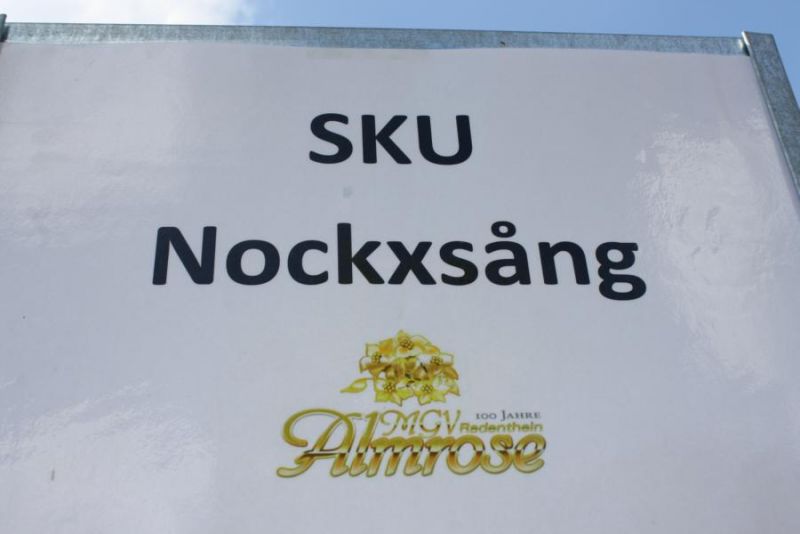 SKU
Nockxsång
100 JAHRE
MGV Radenthein
Almrose